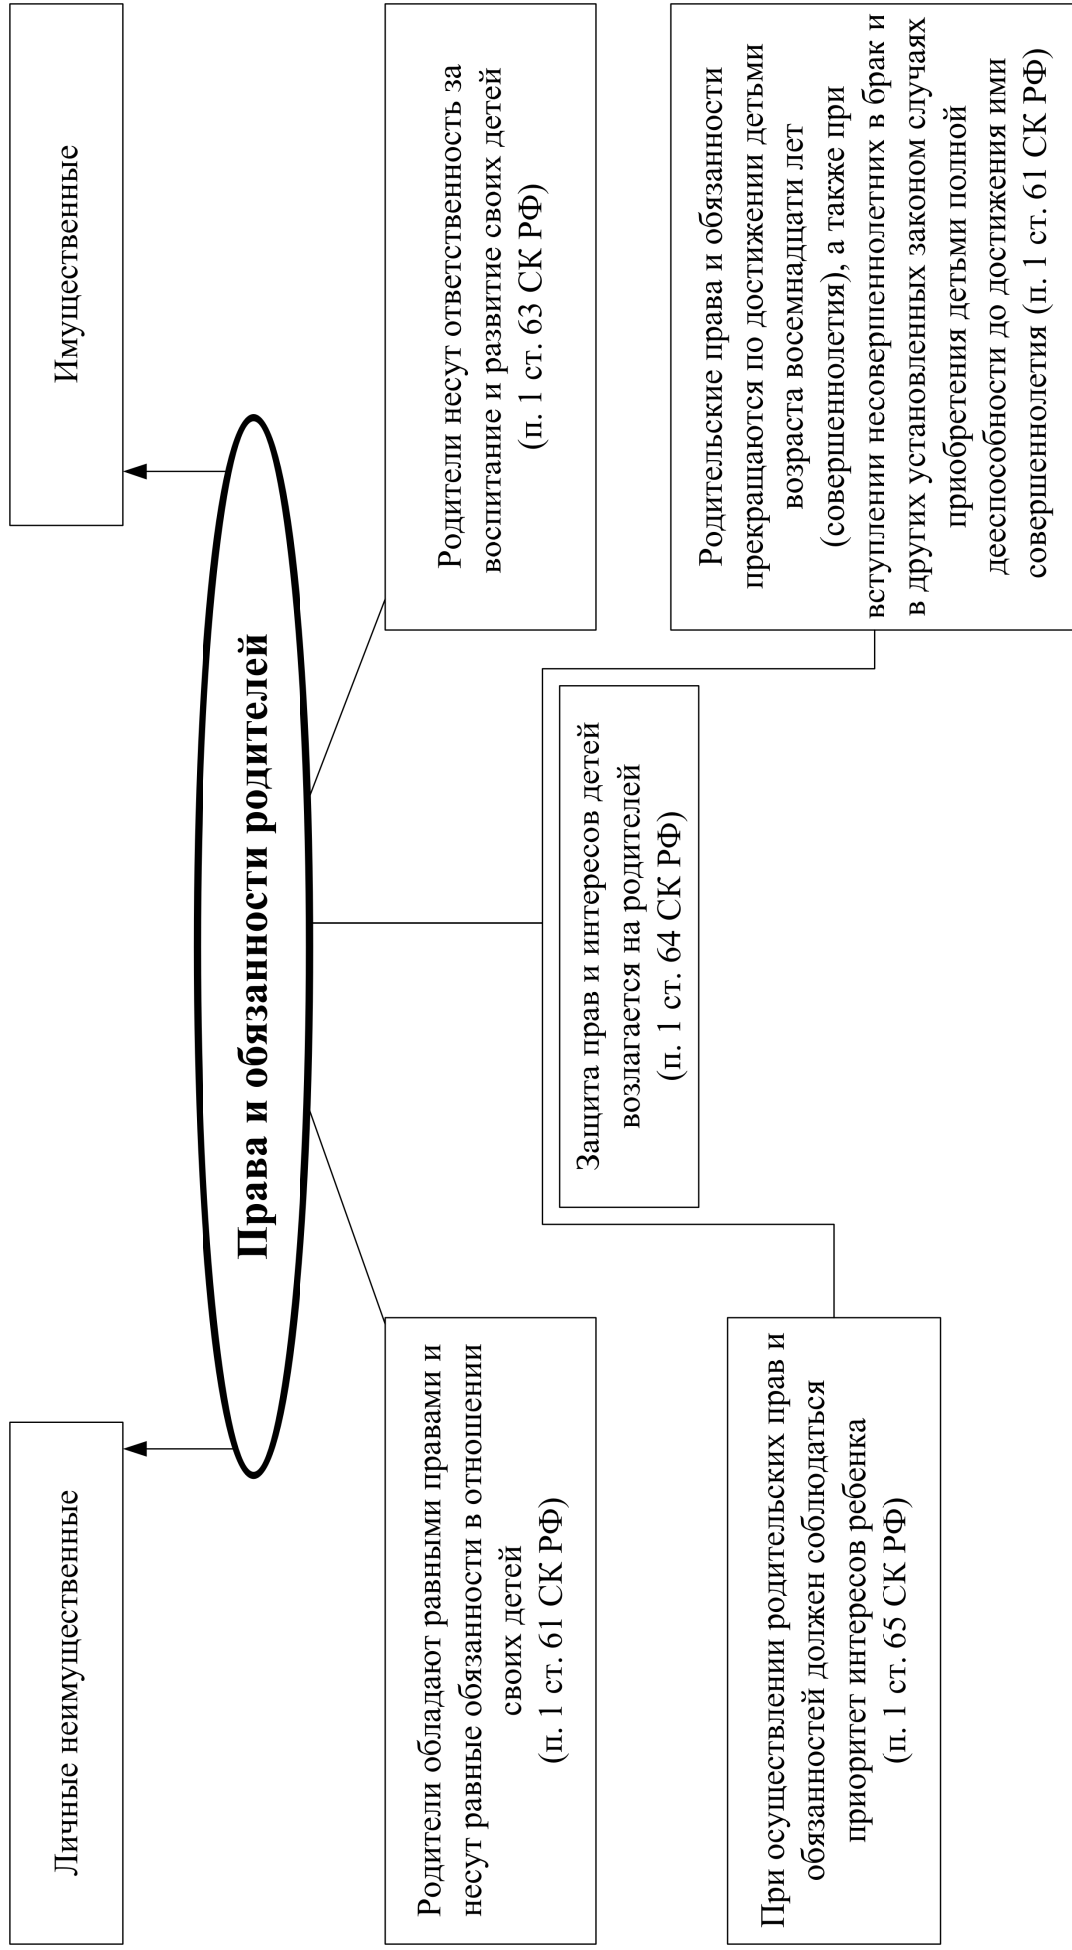 Личные неимущественные
Имущественные
Права и обязанности родителей
Родители обладают равными правами и
несут равные обязанности в отношении
своих детей
(п. 1 ст. 61 СК РФ)
Родители несут ответственность за
воспитание и развитие своих детей
(п. 1 ст. 63 СК РФ)
Защита прав и интересов детей
возлагается на родителей
(п. 1 ст. 64 СК РФ)
При осуществлении родительских прав и
обязанностей должен соблюдаться
приоритет интересов ребенка
(п. 1 ст. 65 СК РФ)
Родительские права и обязанности
прекращаются по достижении детьми
возраста восемнадцати лет
(совершеннолетия), а также при
вступлении несовершеннолетних в брак и
в других установленных законом случаях
приобретения детьми полной
дееспособности до достижения ими
совершеннолетия (п. 1 ст. 61 СК РФ)